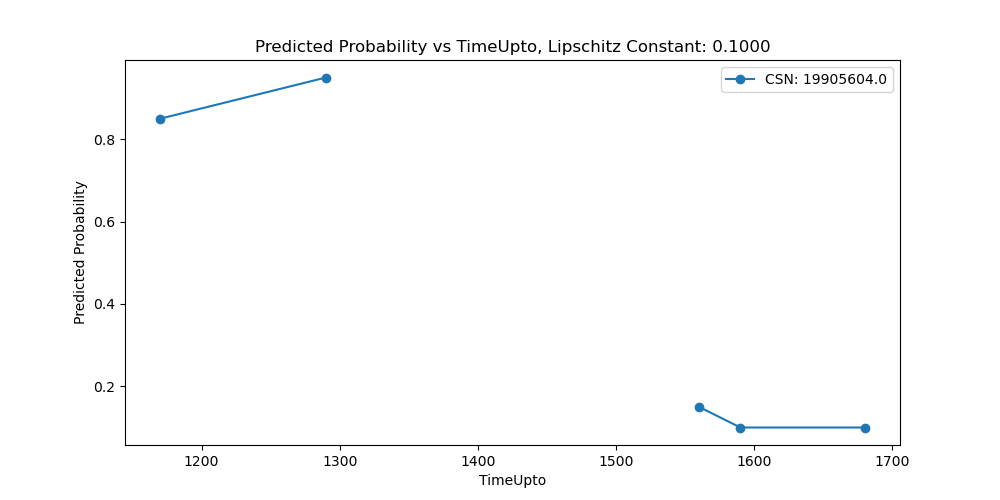 Predicted Probability vs TimeUpto, Lipschitz Constant: 0.1000
CSN: 19905604.0
Predicted Probability
0.8
0.6
0.4
0.2
1200 1300 1400 1500 1600 1700
TimeUpto